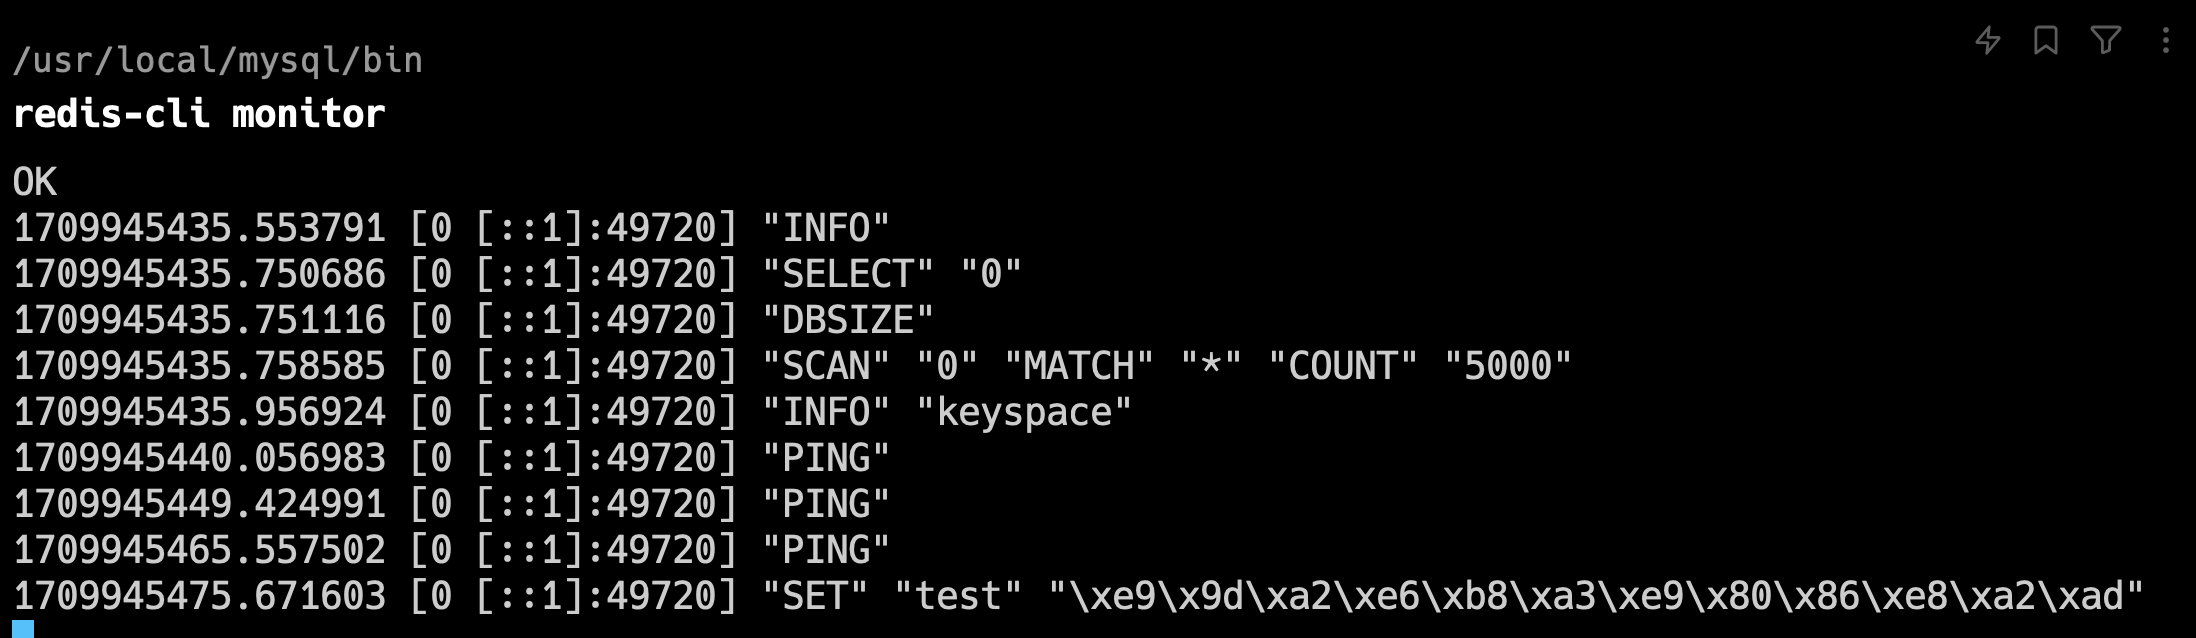 /usr/local/mysql/bin
redis-cli monitor
OK
1709945435.553791 [0 [::1]:49720] "INFO"
1709945435.750686 [0 [::1]:49720] "SELECT" "0"
1709945435.751116 [0 [::1]:49720] "DBSIZE"
1709945435.758585 [0 [::1]:49720] "SCAN" "0" "MATCH" "*" "COUNT" "5000"
1709945435.956924 [0 [::1]:49720] "INFO" "keyspace"
1709945440.056983 [0 [::1]:49720] "PING"
1709945449.424991 [0 [::1]:49720] "PING"
1709945465.557502 [0 [::1]:49720] "PING"
1709945475.671603 [0 [::1]:49720] "SET" "test" "\xe9\x9d\xa2\xe6\xb8\xa3\xe9\x80\x86\xe8\xa2\xad"